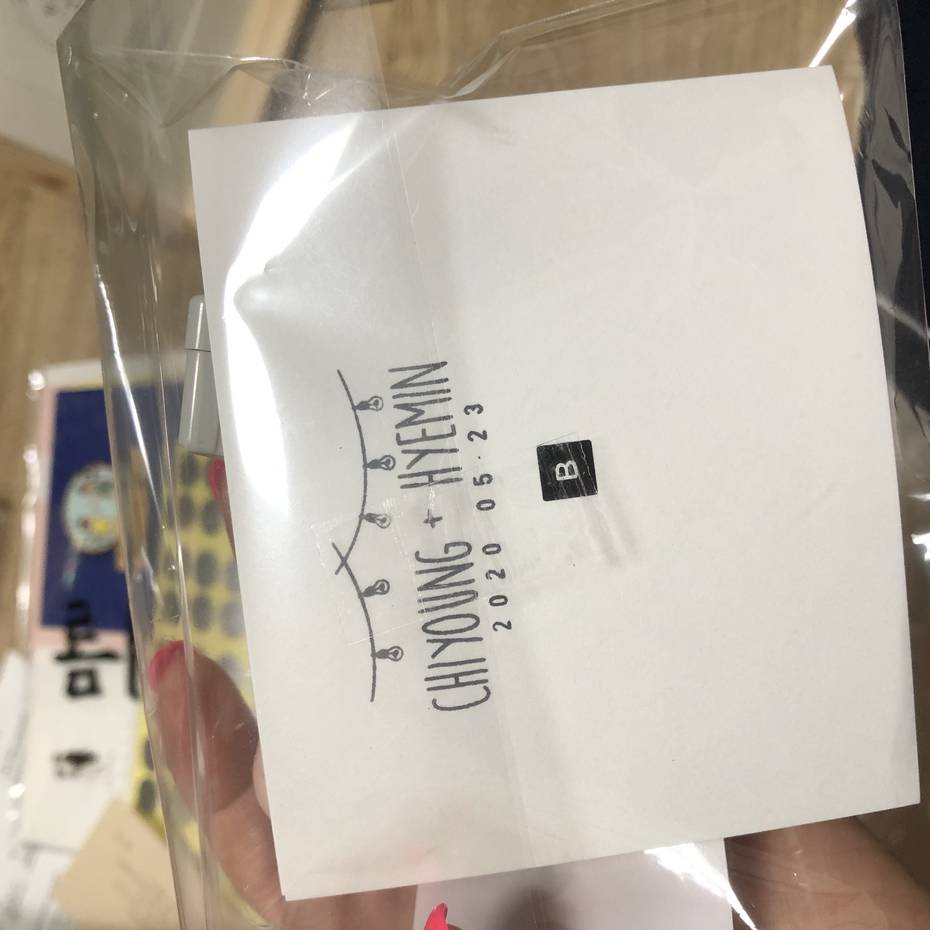 CHIYOUNG + HYEMIN
2020 05.23
B